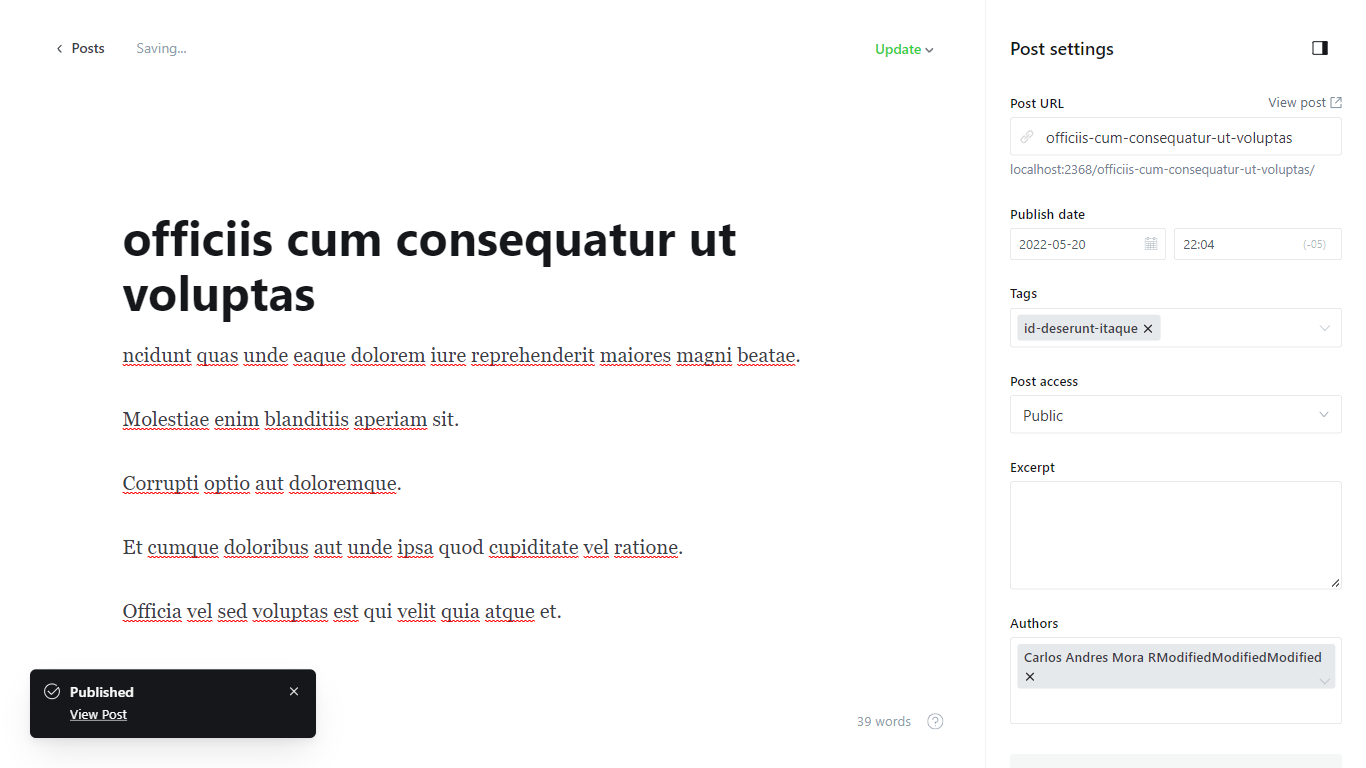 Posts
Saving...
Update
officiis cum consequatur ut
voluptas
ncidunt quas unde eaque dolorem iure reprehenderit maiores magni beatae.
Molestiae enim blanditiis aperiam sit.
Corrupti optio aut doloremque.
Et cumque doloribus aut unde ipsa quod cupiditate vel ratione.
Officia vel sed voluptas est qui velit quia atque et.
Published
View Post
39 words
?
Post settings
Post URL
View post
officiis-cum-consequatur-ut-voluptas
localhost:2368/officiis-cum-consequatur-ut-voluptas/
Publish date
2022-05-20
22:04
(-05)
Tags
id-deserunt-itaque
Post access
Public
Excerpt
Authors
Carlos Andres Mora RModifiedModifiedModified